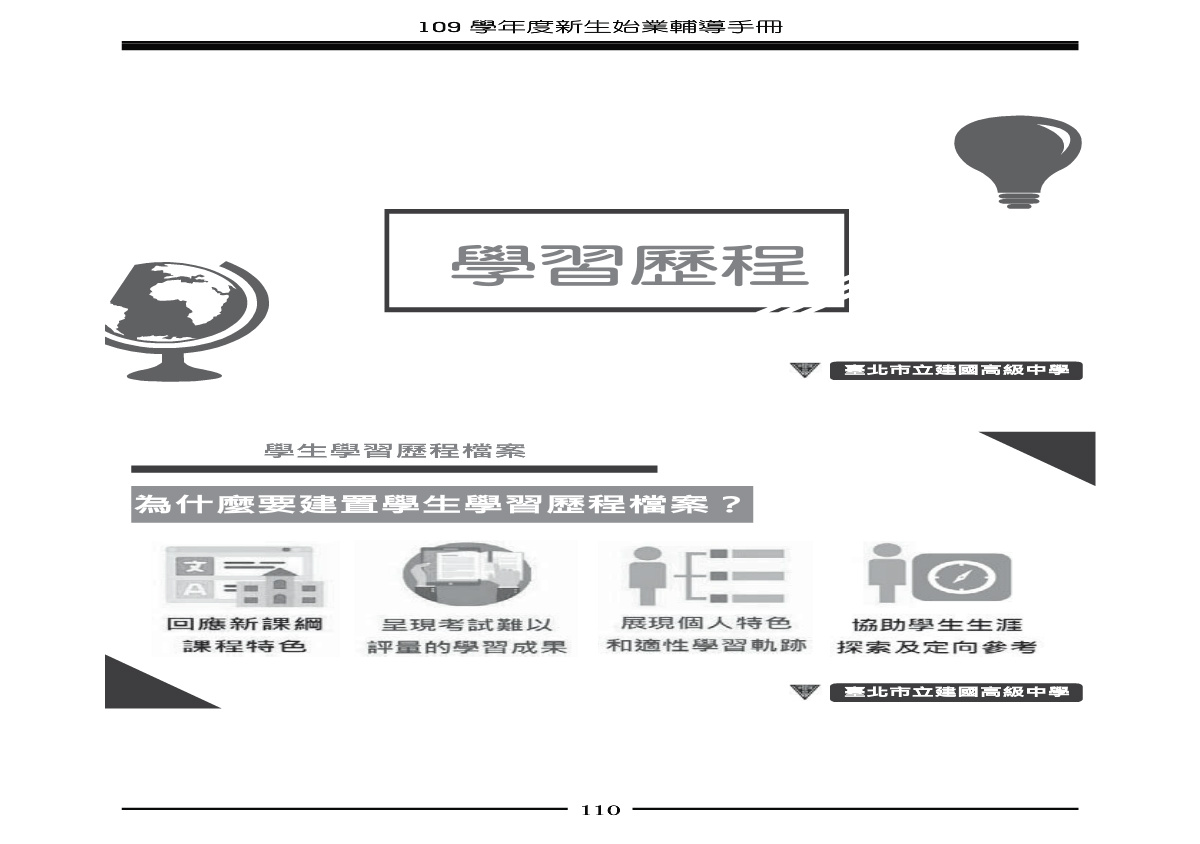 109 學年度新生始業輔導手冊
學習歷程
臺北市立建國高級中學
學生學習歷程檔案
為什麼要建置學生學習歷程檔案？
文
A
回應新課綱
課程特色
呈現考試難以
評量的學習成果
展現個人特色
和適性學習軌跡
協助學生生涯
探索及定向參考
臺北市立建國高級中學
110